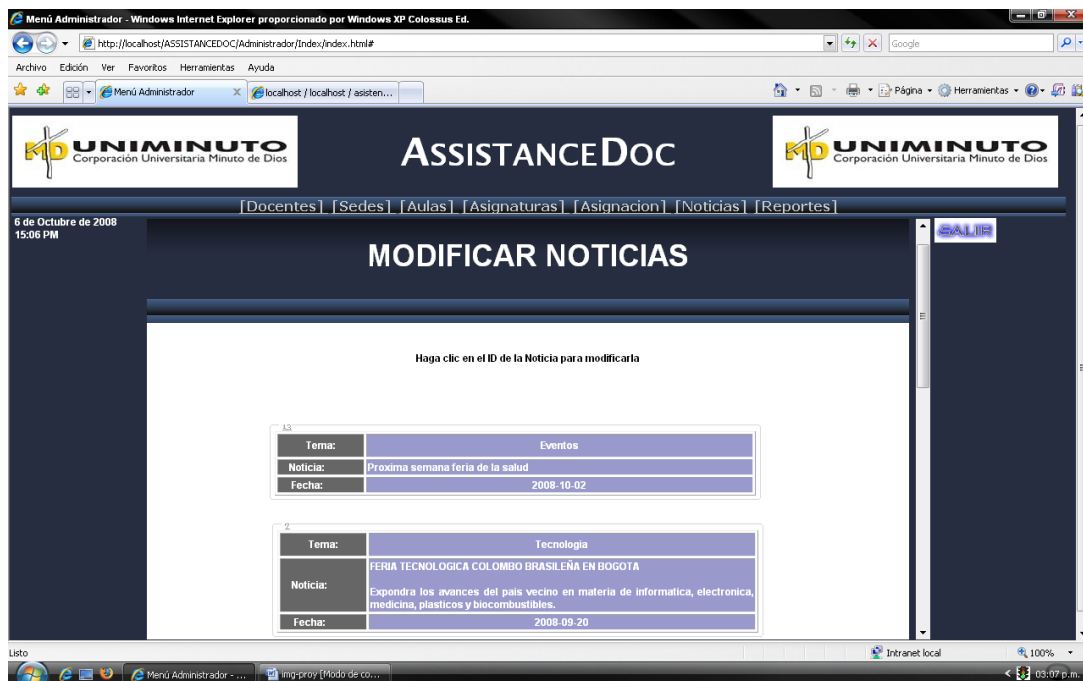 Menú Administrador - Windows Internet Explorer proporcionado por Windows XP Colossus Ed.
http://localhost/ASSISTANCEDOC/Administrador/Index/index.html#
Google
Archivo Edición Ver Favoritos Herramientas Ayuda
Menú Administrador
localhost / localhost / asisten...
Página Herramientas
UNIMINUTO
Corporación Universitaria Minuto de Dios
ASSISTANCEDOC
UNIMINUTO
Corporación Universitaria Minuto de Dios
[Docentes] [Sedes] [Aulas] [Asignaturas] [Asignacion] [Noticias] [Reportes]
6 de Octubre de 2008
15:06 PM
SALIR
MODIFICAR NOTICIAS
Haga clic en el ID de la Noticia para modificarla
13
Tema: Eventos
Noticia: Proxima semana feria de la salud
Fecha: 2008-10-02
2
Tema: Tecnologia
Noticia: FERIA TECNOLOGICA COLOMBO BRASILEÑA EN BOGOTA
Expondra los avances del pais vecino en materia de informatica, electronica,
medicina, plasticos y biocombustibles.
Fecha: 2008-09-20
Listo
Intranet local
100%
Menú Administrador - ...
img-proy [Modo de co...
03:07 p.m.